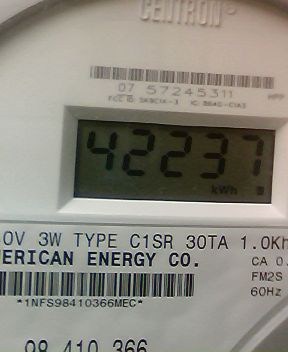 CENTRON®
07 57245311
42237
kWh
0V 3W TYPE C1SR 30TA 1.0Kh
ERICAN ENERGY CO.
CA 0.
FM2S
60Hz
*1NFS98410366MEC*
98 410 366